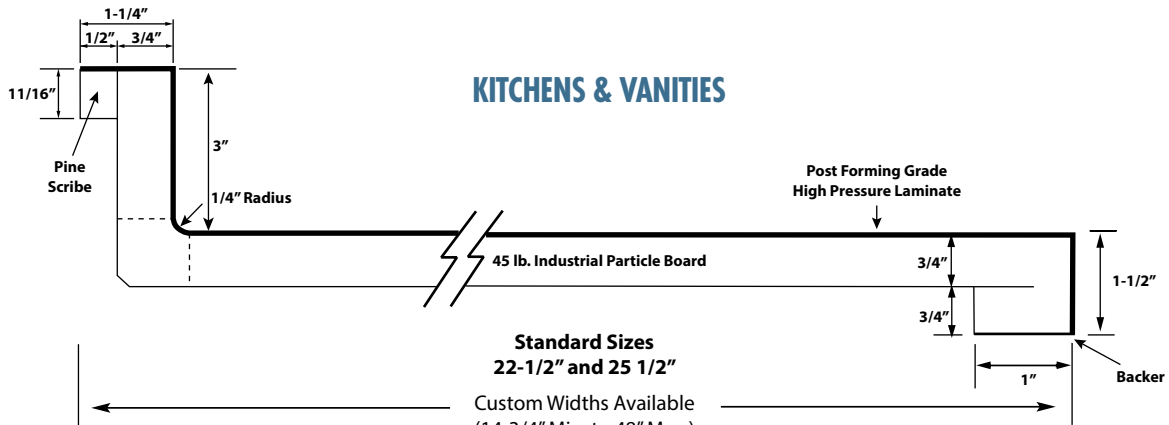 1-1/4”
1/2” 3/4”
KITCHENS & VANITIES
11/16”
3”
Pine
Scribe
1/4” Radius
Post Forming Grade
High Pressure Laminate
45 lb. Industrial Particle Board
3/4”
1-1/2”
3/4”
Standard Sizes
22-1/2” and 25 1/2”
1”
Backer
Custom Widths Available